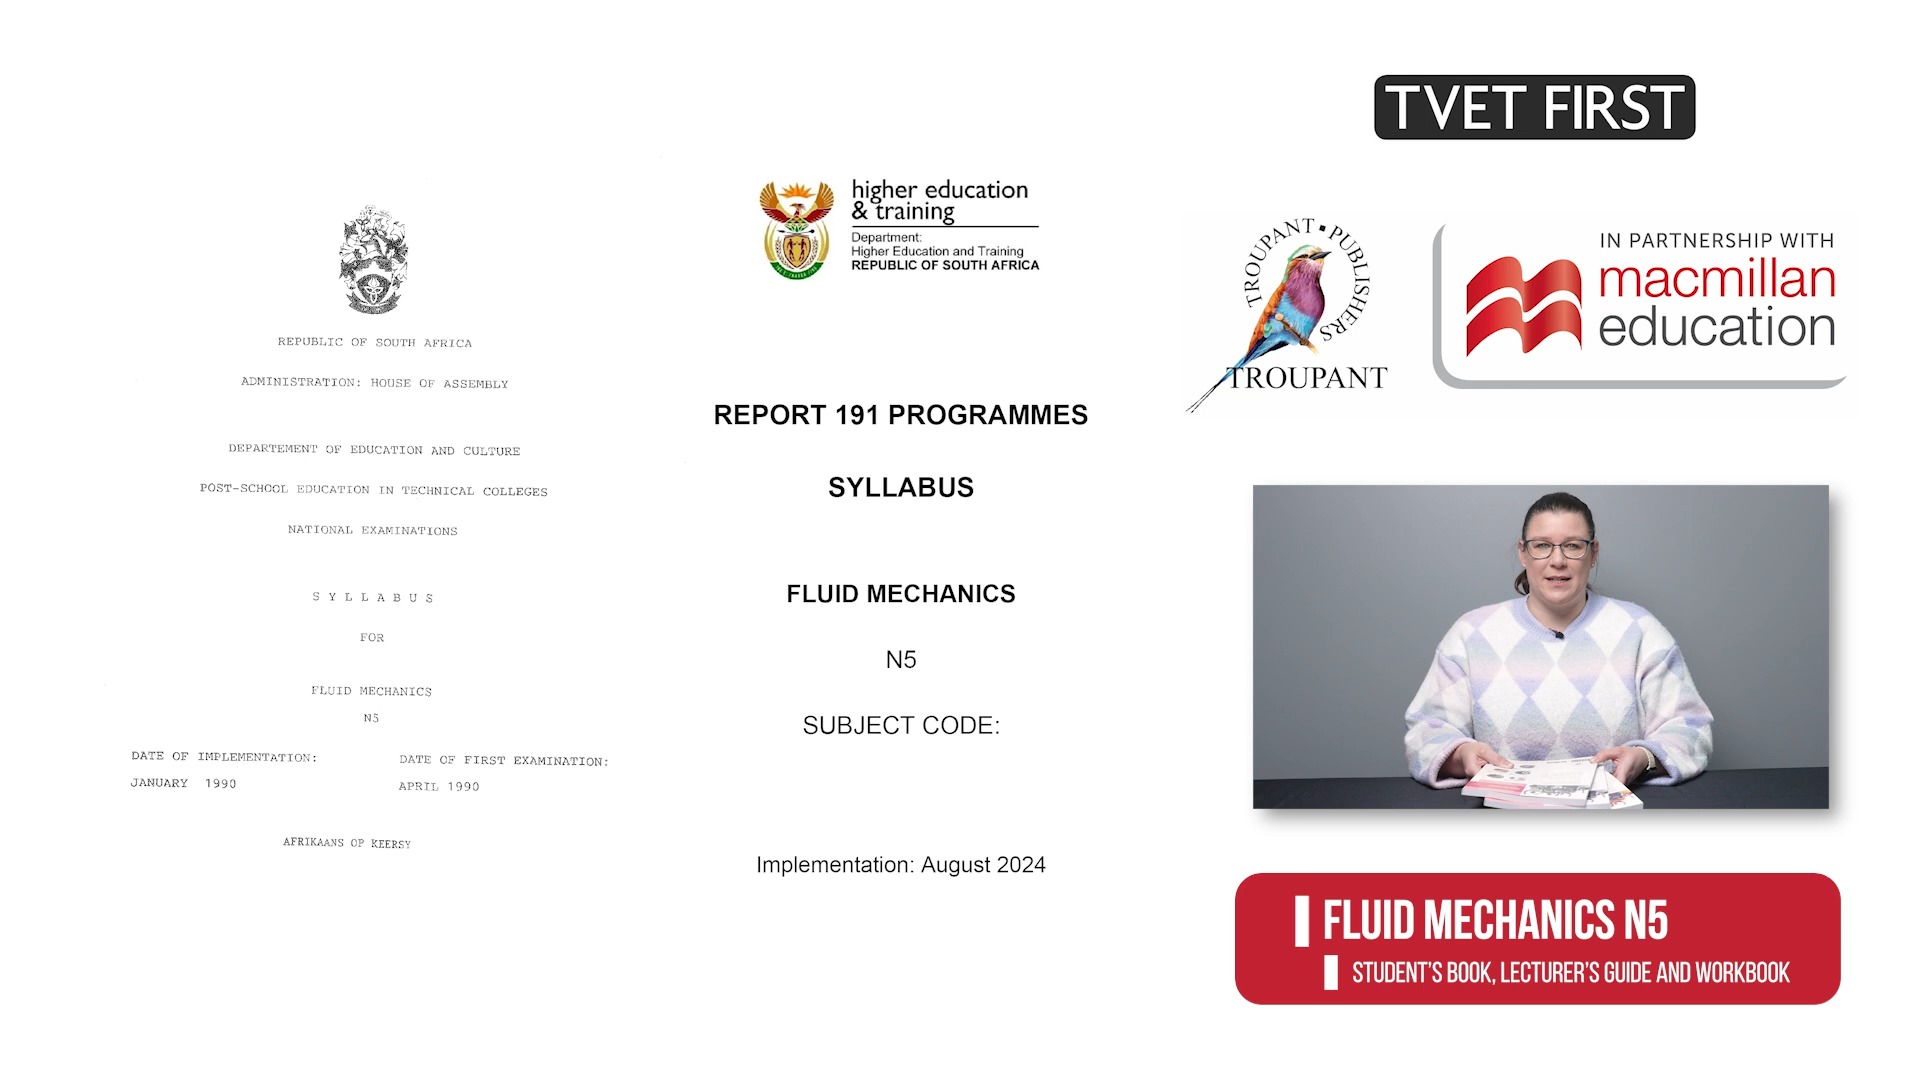 REPUBLIC OF SOUTH AFRICA
ADMINISTRATION: HOUSE OF ASSEMBLY
DEPARTEMENT OF EDUCATION AND CULTURE
POST-SCHOOL EDUCATION IN TECHNICAL COLLEGES
NATIONAL EXAMINATIONS
S Y L L A B U S
FOR
FLUID MECHANICS
N5
DATE OF IMPLEMENTATION:
JANUARY 1990
DATE OF FIRST EXAMINATION:
APRIL 1990
AFRIKAANS OP KEERSY
higher education
& training
Department:
Higher Education and Training
REPUBLIC OF SOUTH AFRICA
REPORT 191 PROGRAMMES
SYLLABUS
FLUID MECHANICS
N5
SUBJECT CODE:
Implementation: August 2024
TVET FIRST
TROUPANT ▪ PUBLISHERS
TROUPANT
IN PARTNERSHIP WITH
macmillan
education
FLUID MECHANICS N5
STUDENT'S BOOK, LECTURER'S GUIDE AND WORKBOOK